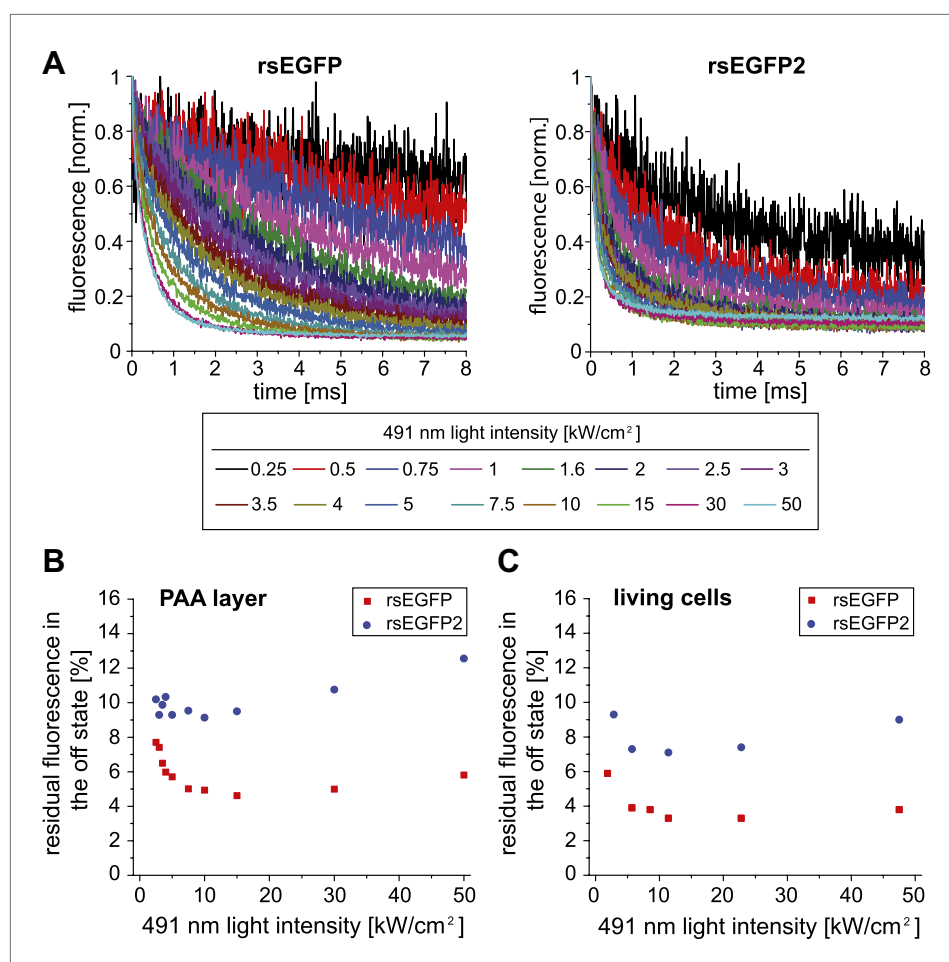 A
rsEGFP
rsEGFP2
fluorescence [norm.]
1
0.8
0.6
0.4
0.2
0
0 1 2 3 4 5 6 7 8
time [ms]
fluorescence [norm.]
1
0.8
0.6
0.4
0.2
0
0 1 2 3 4 5 6 7 8
time [ms]
491 nm light intensity [kW/cm²]
0.25 0.5 0.75 1 1.6 2 2.5 3
3.5 4 5 7.5 10 15 30 50
B
PAA layer
rsEGFP
rsEGFP2
residual fluorescence in
the off state [%]
16
14
12
10
8
6
4
2
0
0 10 20 30 40 50
491 nm light intensity [kW/cm²]
C
living cells
rsEGFP
rsEGFP2
residual fluorescence in
the off state [%]
16
14
12
10
8
6
4
2
0
0 10 20 30 40 50
491 nm light intensity [kW/cm²]